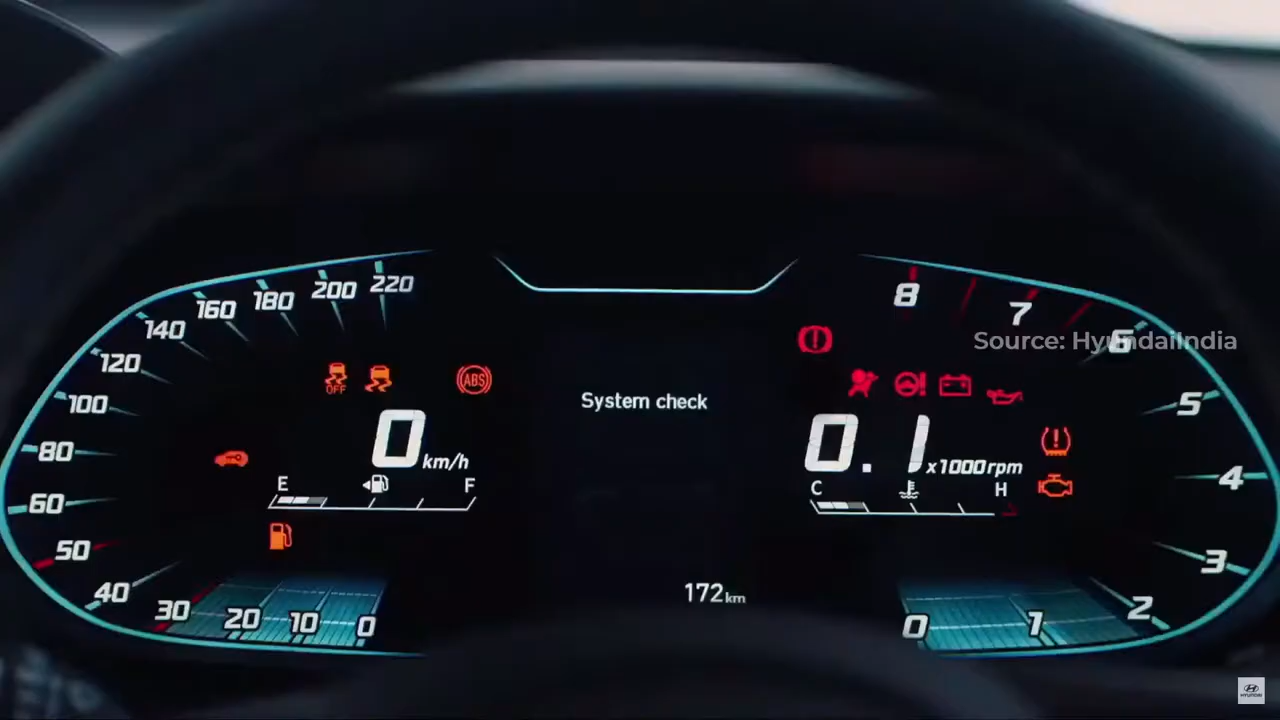 220
200
180
160
140
120
100
80
60
50
40
30
20
10
0
OFF
ABS
0 km/h
E F
System check
172km
8
7
6
5
4
3
2
1
0
0.1 x1000rpm
C H
Source: HyundaiIndia
HYUNDAI